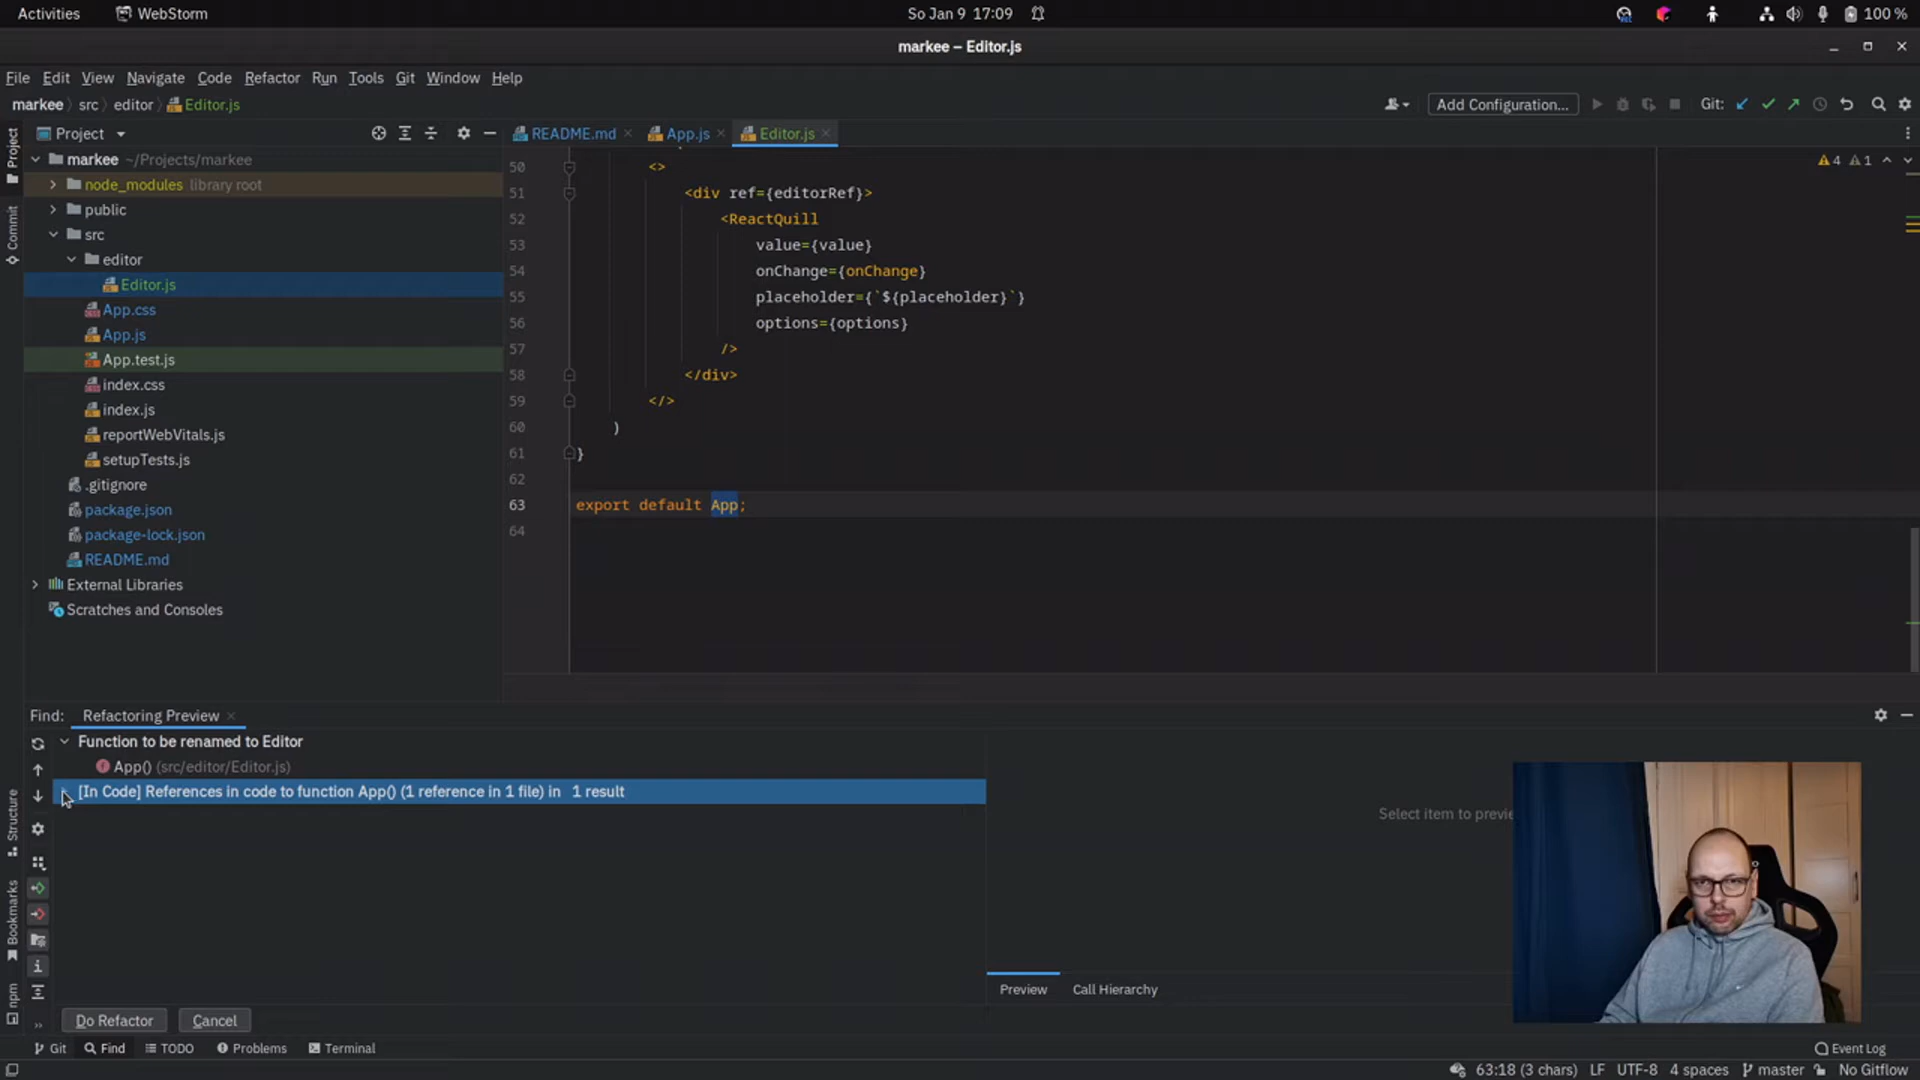 Activities WebStorm So Jan 9 17:09 100 %
markee – Editor.js
File Edit View Navigate Code Refactor Run Tools Git Window Help
markee src editor Editor.js Add Configuration... Git:
Project README.md App.js Editor.js
markee ~/Projects/markee
node_modules library root
public
src
editor
Editor.js
App.css
App.js
App.test.js
index.css
index.js
reportWebVitals.js
setupTests.js
.gitignore
package.json
package-lock.json
README.md
External Libraries
Scratches and Consoles
Project
Commit
Structure
Bookmarks
npm
4 1
50 <>
51 <div ref={editorRef}>
52 <ReactQuill
53 value={value}
54 onChange={onChange}
55 placeholder={`${placeholder}`}
56 options={options}
57 />
58 </div>
59 </>
60 )
61 }
62
63 export default App;
64
Find: Refactoring Preview
Function to be renamed to Editor
App() (src/editor/Editor.js)
[In Code] References in code to function App() (1 reference in 1 file) in 1 result
Select item to previe
Preview Call Hierarchy
Do Refactor Cancel
Git Find TODO Problems Terminal Event Log
63:18 (3 chars) LF UTF-8 4 spaces master No Gitflow